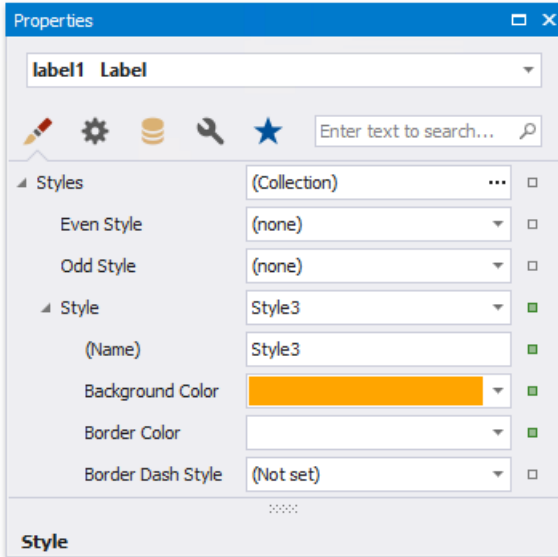 Properties
label1 Label
Enter text to search...
Styles (Collection) ...
Even Style (none)
Odd Style (none)
Style Style3
(Name) Style3
Background Color
Border Color
Border Dash Style (Not set)
Style